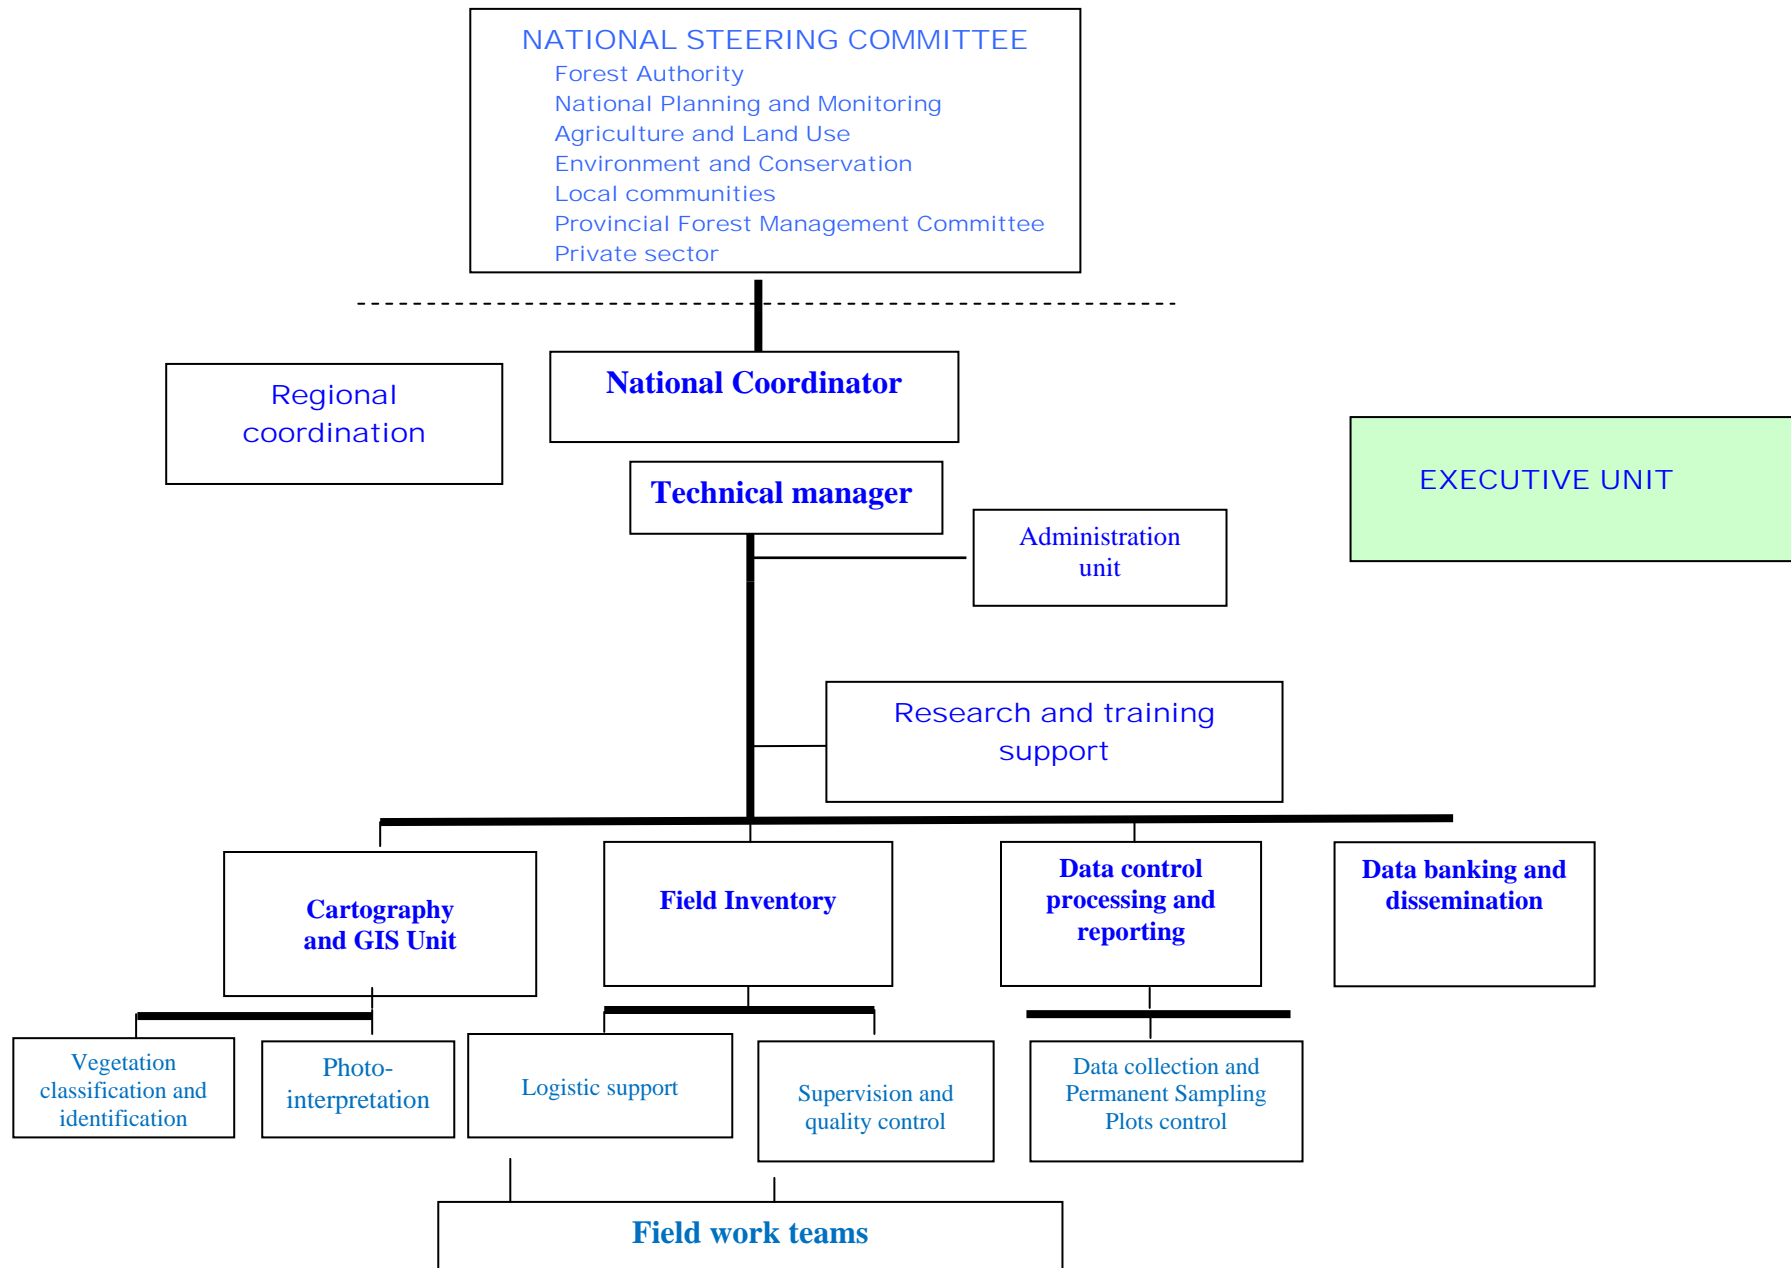 NATIONAL STEERING COMMITTEE
Forest Authority
National Planning and Monitoring
Agriculture and Land Use
Environment and Conservation
Local communities
Provincial Forest Management Committee
Private sector
National Coordinator
Regional
coordination
EXECUTIVE UNIT
Technical manager
Administration
unit
Research and training
support
Cartography
and GIS Unit
Field Inventory
Data control
processing and
reporting
Data banking and
dissemination
Vegetation
classification and
identification
Photo-
interpretation
Logistic support
Supervision and
quality control
Data collection and
Permanent Sampling
Plots control
Field work teams